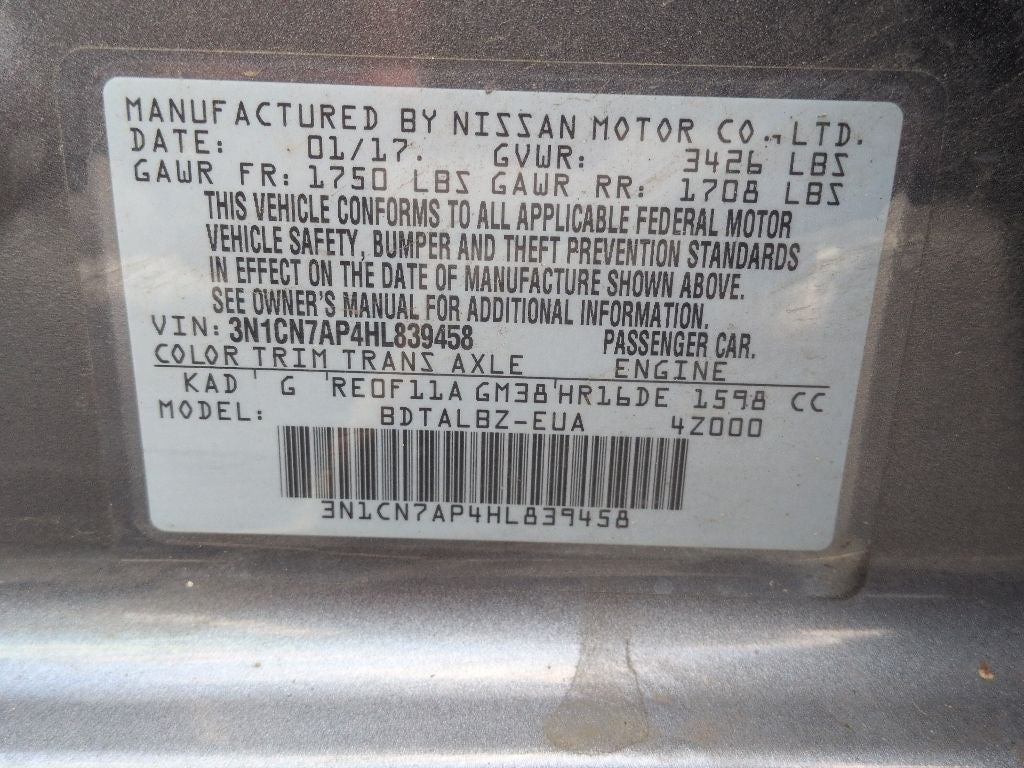 MANUFACTURED BY NISSAN MOTOR CO., LTD.
DATE: 01/17. GVWR: 3426 LBS
GAWR FR: 1750 LBS GAWR RR: 1708 LBS
THIS VEHICLE CONFORMS TO ALL APPLICABLE FEDERAL MOTOR
VEHICLE SAFETY, BUMPER AND THEFT PREVENTION STANDARDS
IN EFFECT ON THE DATE OF MANUFACTURE SHOWN ABOVE.
SEE OWNER'S MANUAL FOR ADDITIONAL INFORMATION.
VIN: 3N1CN7AP4HL839458 PASSENGER CAR.
COLOR TRIM TRANS AXLE ENGINE
KAD G RE0F11A GM38 HR16DE 1598 CC
MODEL: BDTALBZ-EUA 4Z000
3N1CN7AP4HL839458